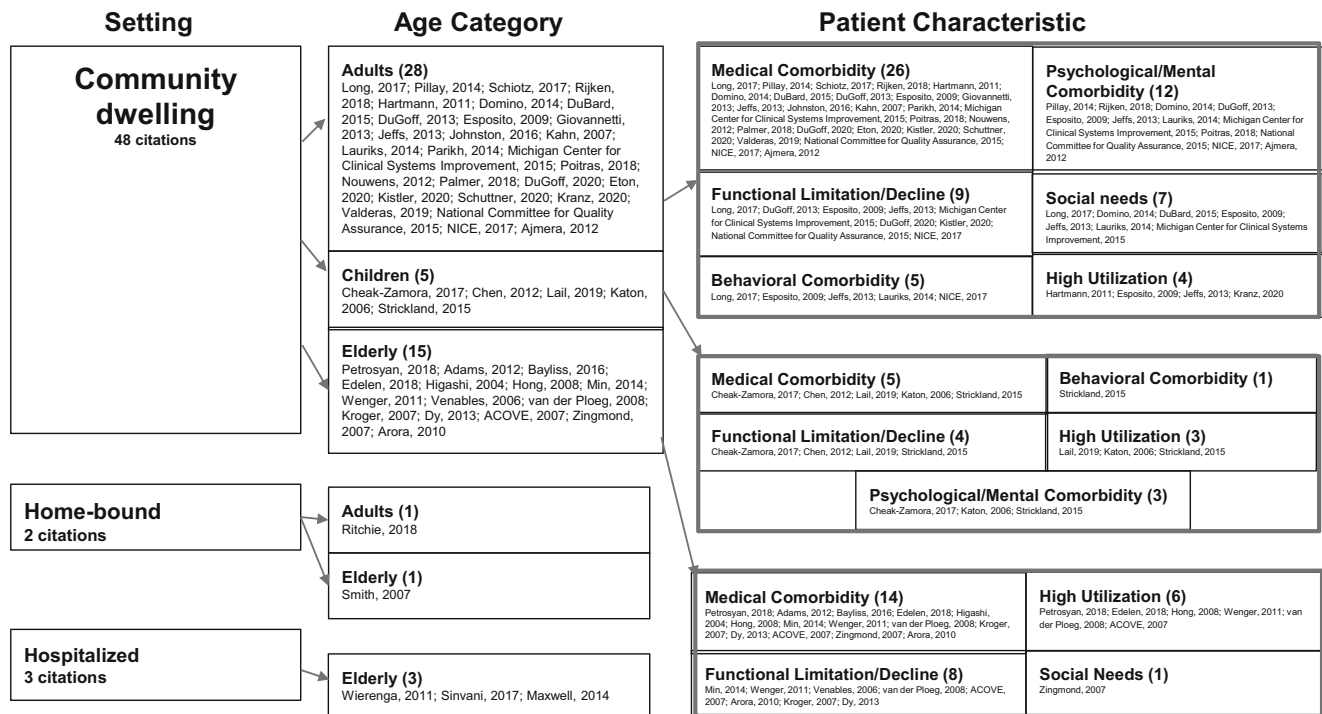 Setting
Age Category
Patient Characteristic
Community
dwelling
48 citations
Adults (28)
Long, 2017; Pillay, 2014; Schiotz, 2017; Rijken,
2018; Hartmann, 2011; Domino, 2014; DuBard,
2015; DuGoff, 2013; Esposito, 2009; Giovannetti,
2013; Jeffs, 2013; Johnston, 2016; Kahn, 2007;
Lauriks, 2014; Parikh, 2014; Michigan Center for
Clinical Systems Improvement, 2015; Poitras, 2018;
Nouwens, 2012; Palmer, 2018; DuGoff, 2020; Eton,
2020; Kistler, 2020; Schuttner, 2020; Kranz, 2020;
Valderas, 2019; National Committee for Quality
Assurance, 2015; NICE, 2017; Ajmera, 2012
Children (5)
Cheak-Zamora, 2017; Chen, 2012; Lail, 2019; Katon,
2006; Strickland, 2015
Elderly (15)
Petrosyan, 2018; Adams, 2012; Bayliss, 2016;
Edelen, 2018; Higashi, 2004; Hong, 2008; Min, 2014;
Wenger, 2011; Venables, 2006; van der Ploeg, 2008;
Kroger, 2007; Dy, 2013; ACOVE, 2007; Zingmond,
2007; Arora, 2010
Medical Comorbidity (26)
Long, 2017; Pillay, 2014; Schiotz, 2017; Rijken, 2018; Hartmann, 2011;
Domino, 2014; DuBard, 2015; DuGoff, 2013; Esposito, 2009; Giovannetti,
2013; Jeffs, 2013; Johnston, 2016; Kahn, 2007; Parikh, 2014; Michigan
Center for Clinical Systems Improvement, 2015; Poitras, 2018; Nouwens,
2012; Palmer, 2018; DuGoff, 2020; Eton, 2020; Kistler, 2020; Schuttner,
2020; Valderas, 2019; National Committee for Quality Assurance, 2015;
NICE, 2017; Ajmera, 2012
Psychological/Mental
Comorbidity (12)
Pillay, 2014; Rijken, 2018; Domino, 2014; DuGoff, 2013;
Esposito, 2009; Jeffs, 2013; Lauriks, 2014; Michigan Center for
Clinical Systems Improvement, 2015; Poitras, 2018; National
Committee for Quality Assurance, 2015; NICE, 2017; Ajmera,
2012
Functional Limitation/Decline (9)
Long, 2017; DuGoff, 2013; Esposito, 2009; Jeffs, 2013; Michigan Center
for Clinical Systems Improvement, 2015; DuGoff, 2020; Kistler, 2020;
National Committee for Quality Assurance, 2015; NICE, 2017
Social needs (7)
Long, 2017; Domino, 2014; DuBard, 2015; Esposito, 2009;
Jeffs, 2013; Lauriks, 2014; Michigan Center for Clinical Systems
Improvement, 2015
Behavioral Comorbidity (5)
Long, 2017; Esposito, 2009; Jeffs, 2013; Lauriks, 2014; NICE, 2017
High Utilization (4)
Hartmann, 2011; Esposito, 2009; Jeffs, 2013; Kranz, 2020
Medical Comorbidity (5)
Cheak-Zamora, 2017; Chen, 2012; Lail, 2019; Katon, 2006; Strickland, 2015
Behavioral Comorbidity (1)
Strickland, 2015
Functional Limitation/Decline (4)
Cheak-Zamora, 2017; Chen, 2012; Lail, 2019; Strickland, 2015
High Utilization (3)
Lail, 2019; Katon, 2006; Strickland, 2015
Psychological/Mental Comorbidity (3)
Cheak-Zamora, 2017; Katon, 2006; Strickland, 2015
Home-bound
2 citations
Adults (1)
Ritchie, 2018
Elderly (1)
Smith, 2007
Medical Comorbidity (14)
Petrosyan, 2018; Adams, 2012; Bayliss, 2016; Edelen, 2018; Higashi,
2004; Hong, 2008; Min, 2014; Wenger, 2011; van der Ploeg, 2008; Kroger,
2007; Dy, 2013; ACOVE, 2007; Zingmond, 2007; Arora, 2010
High Utilization (6)
Petrosyan, 2018; Edelen, 2018; Hong, 2008; Wenger, 2011; van
der Ploeg, 2008; ACOVE, 2007
Functional Limitation/Decline (8)
Min, 2014; Wenger, 2011; Venables, 2006; van der Ploeg, 2008; ACOVE,
2007; Arora, 2010; Kroger, 2007; Dy, 2013
Social Needs (1)
Zingmond, 2007
Hospitalized
3 citations
Elderly (3)
Wierenga, 2011; Sinvani, 2017; Maxwell, 2014